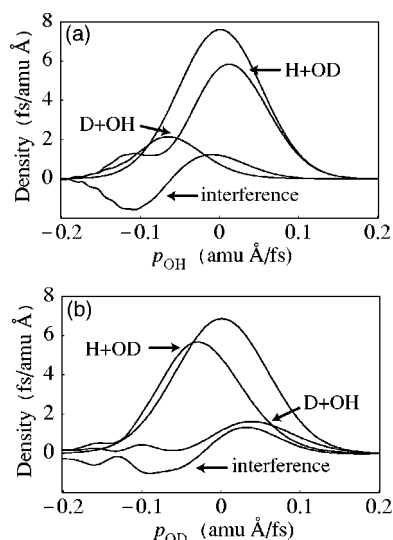 (a)
8
6
4
2
0
Density (fs/amu Å)
H+OD
D+OH
interference
−0.2 −0.1 0 0.1 0.2
pOH (amu Å/fs)
(b)
8
6
4
2
0
Density (fs/amu Å)
H+OD
D+OH
interference
−0.2 −0.1 0 0.1 0.2
pOD (amu Å/fs)